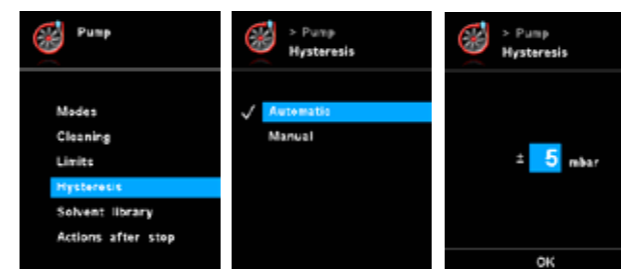 Pump
Modes
Cleaning
Limits
Hysteresis
Solvent library
Actions after stop
> Pump
Hysteresis
✓ Automatic
Manual
> Pump
Hysteresis
± 5 mbar
OK